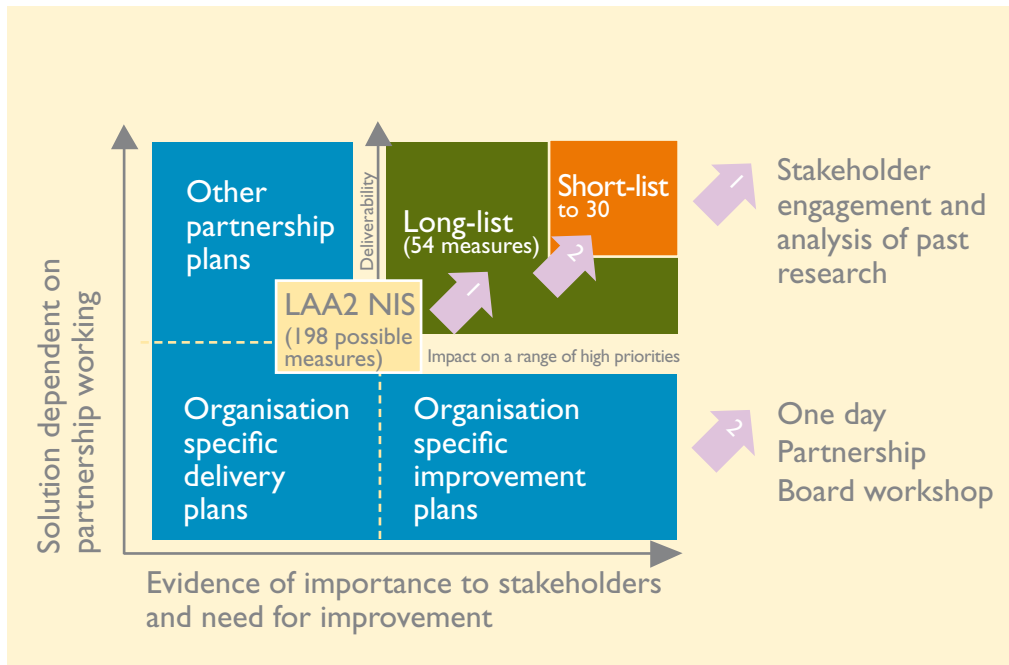 Solution dependent on
partnership working
Other
partnership
plans
Deliverability
Long-list
(54 measures)
Short-list
to 30
1
2
LAA2 NIS
(198 possible
measures)
Impact on a range of high priorities
Organisation
specific
delivery
plans
Organisation
specific
improvement
plans
Evidence of importance to stakeholders
and need for improvement
1
Stakeholder
engagement and
analysis of past
research
2
One day
Partnership
Board workshop